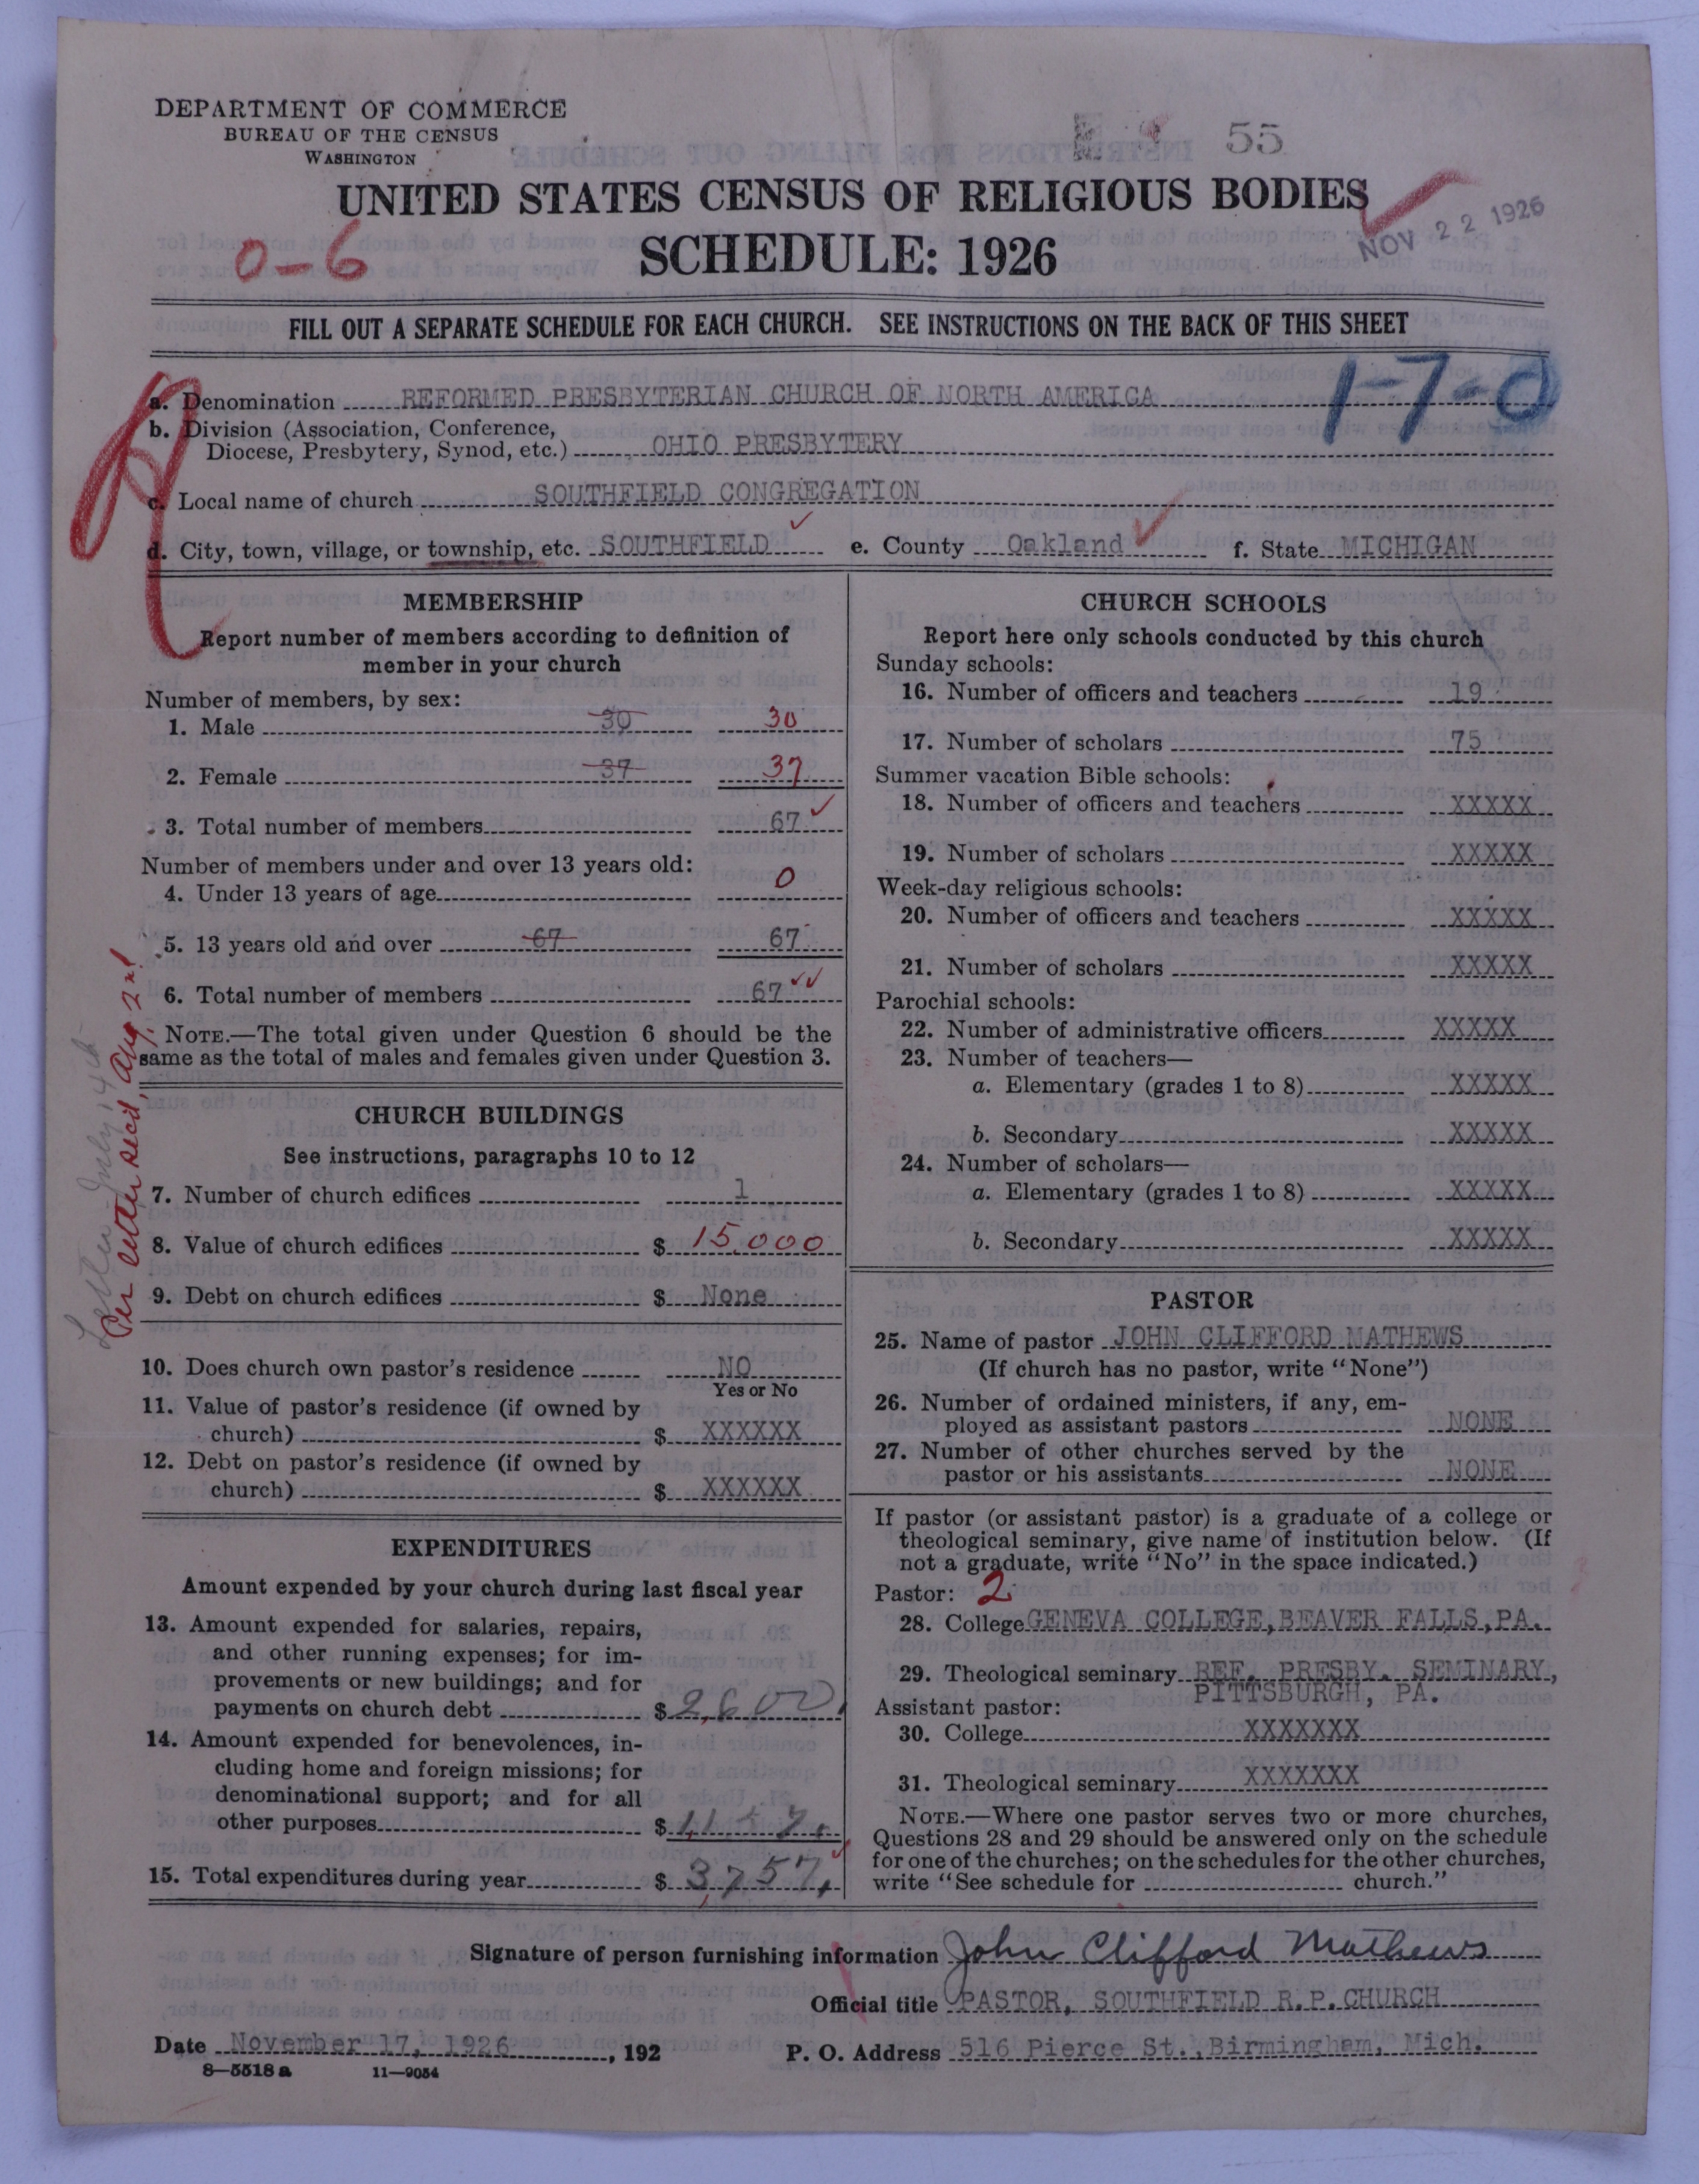 DEPARTMENT OF COMMERCE
BUREAU OF THE CENSUS
WASHINGTON
55
UNITED STATES CENSUS OF RELIGIOUS BODIES
SCHEDULE: 1926
NOV 22 1926
0-6
FILL OUT A SEPARATE SCHEDULE FOR EACH CHURCH. SEE INSTRUCTIONS ON THE BACK OF THIS SHEET
1-7-0
a. Denomination REFORMED PRESBYTERIAN CHURCH OF NORTH AMERICA
b. Division (Association, Conference,
Diocese, Presbytery, Synod, etc.) OHIO PRESBYTERY
c. Local name of church SOUTHFIELD CONGREGATION
d. City, town, village, or township, etc. SOUTHFIELD e. County Oakland f. State MICHIGAN
MEMBERSHIP
Report number of members according to definition of
member in your church
Number of members, by sex:
1. Male 30 30
2. Female 37 37
3. Total number of members 67
Number of members under and over 13 years old:
4. Under 13 years of age 0
5. 13 years old and over 67 67
6. Total number of members 67
NOTE.—The total given under Question 6 should be the
same as the total of males and females given under Question 3.
Per letter rec'd, Aug. 2nd
CHURCH BUILDINGS
See instructions, paragraphs 10 to 12
7. Number of church edifices 1
8. Value of church edifices $ 15,000
9. Debt on church edifices $ None
10. Does church own pastor's residence NO
Yes or No
11. Value of pastor's residence (if owned by
church) $ XXXXXX
12. Debt on pastor's residence (if owned by
church) $ XXXXXX
EXPENDITURES
Amount expended by your church during last fiscal year
13. Amount expended for salaries, repairs,
and other running expenses; for im-
provements or new buildings; and for
payments on church debt $ 2,600.
14. Amount expended for benevolences, in-
cluding home and foreign missions; for
denominational support; and for all
other purposes $ 1,157.
15. Total expenditures during year $ 3,757.
CHURCH SCHOOLS
Report here only schools conducted by this church
Sunday schools:
16. Number of officers and teachers 19
17. Number of scholars 75
Summer vacation Bible schools:
18. Number of officers and teachers XXXXX
19. Number of scholars XXXXX
Week-day religious schools:
20. Number of officers and teachers XXXXX
21. Number of scholars XXXXX
Parochial schools:
22. Number of administrative officers XXXXX
23. Number of teachers—
a. Elementary (grades 1 to 8) XXXXX
b. Secondary XXXXX
24. Number of scholars—
a. Elementary (grades 1 to 8) XXXXX
b. Secondary XXXXX
PASTOR
25. Name of pastor JOHN CLIFFORD MATHEWS
(If church has no pastor, write "None")
26. Number of ordained ministers, if any, em-
ployed as assistant pastors NONE
27. Number of other churches served by the
pastor or his assistants NONE
If pastor (or assistant pastor) is a graduate of a college or
theological seminary, give name of institution below. (If
not a graduate, write "No" in the space indicated.)
Pastor: 2
28. College GENEVA COLLEGE, BEAVER FALLS, PA.
29. Theological seminary REF. PRESBY. SEMINARY,
PITTSBURGH, PA.
Assistant pastor:
30. College XXXXXXX
31. Theological seminary XXXXXXX
NOTE.—Where one pastor serves two or more churches,
Questions 28 and 29 should be answered only on the schedule
for one of the churches; on the schedules for the other churches,
write "See schedule for church."
Signature of person furnishing information John Clifford Mathews
Official title PASTOR, SOUTHFIELD R.P. CHURCH
Date November 17, 1926, 192
P. O. Address 516 Pierce St., Birmingham, Mich.
8—5518 a 11—9054